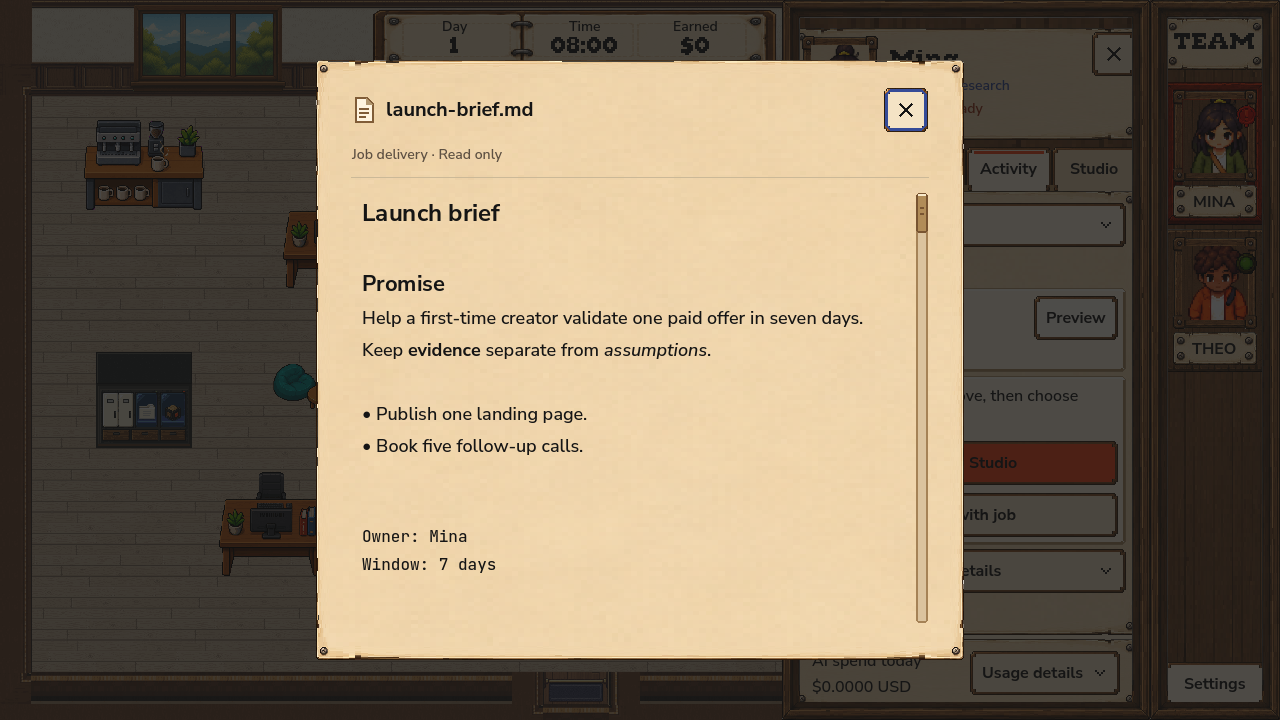 Day
1
Time
08:00
Earned
$0
TEAM
launch-brief.md
Job delivery · Read only
Activity
Studio
Launch brief
MINA
Promise
Help a first-time creator validate one paid offer in seven days.
Keep evidence separate from assumptions.
Preview
THEO
• Publish one landing page.
• Book five follow-up calls.
then choose
Studio
job
Owner: Mina
Window: 7 days
AI spend today
$0.0000 USD
Usage details
Settings